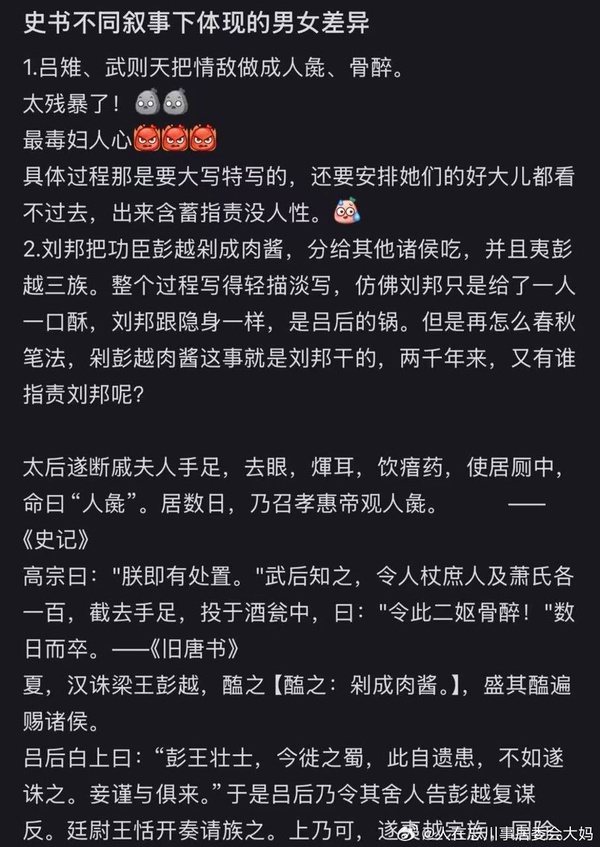 史书不同叙事下体现的男女差异
1.吕雉、武则天把情敌做成人彘、骨醉。
太残暴了！
最毒妇人心
具体过程那是要大写特写的，还要安排她们的好大儿都看
不过去，出来含蓄指责没人性。
2.刘邦把功臣彭越剁成肉酱，分给其他诸侯吃，并且夷彭
越三族。整个过程写得轻描淡写，仿佛刘邦只是给了一人
一口酥，刘邦跟隐身一样，是吕后的锅。但是再怎么春秋
笔法，剁彭越肉酱这事就是刘邦干的，两千年来，又有谁
指责刘邦呢？
太后遂断戚夫人手足，去眼，煇耳，饮瘖药，使居厕中，
命曰“人彘”。居数日，乃召孝惠帝观人彘。 ——
《史记》
高宗曰："朕即有处置。"武后知之，令人杖庶人及萧氏各
一百，截去手足，投于酒瓮中，曰："令此二妪骨醉！"数
日而卒。——《旧唐书》
夏，汉诛梁王彭越，醢之【醢之：剁成肉酱。】，盛其醢遍
赐诸侯。
吕后白上曰：“彭王壮士，今徙之蜀，此自遗患，不如遂
诛之。妾谨与俱来。”于是吕后乃令其舍人告彭越复谋
反。廷尉王恬开奏请族之。上乃可，遂夷越宗族，国除